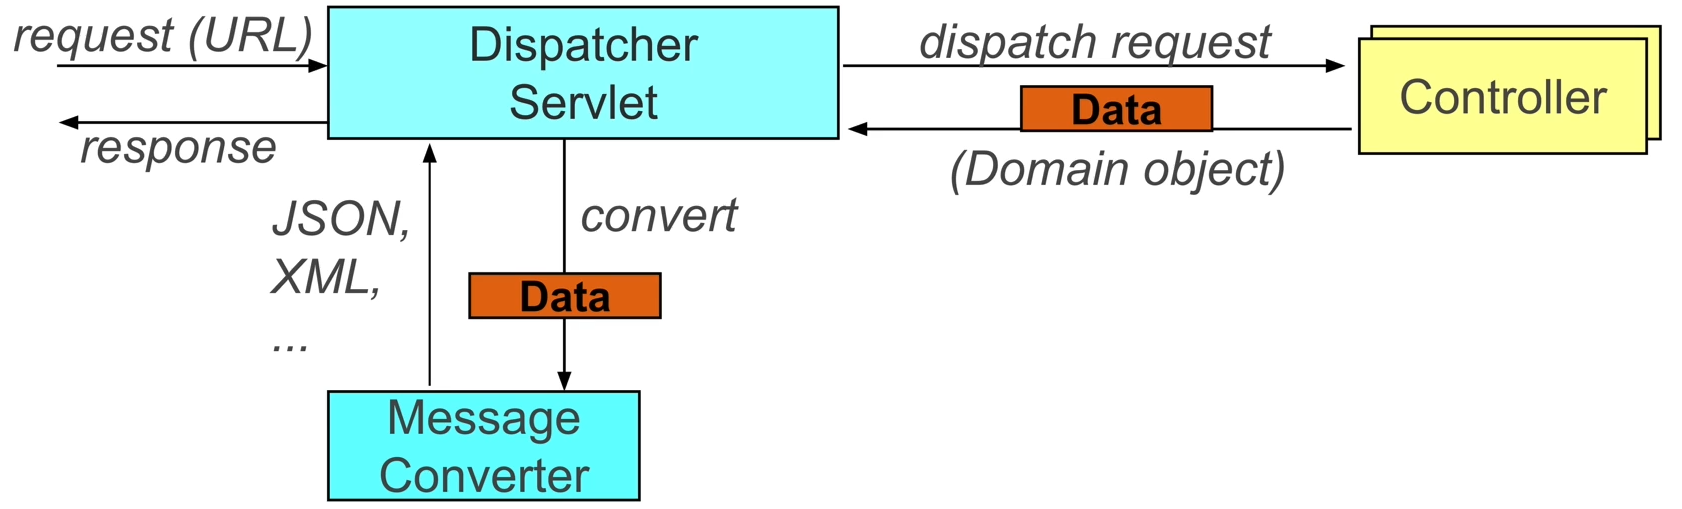 request (URL)
Dispatcher
Servlet
dispatch request
Controller
Data
(Domain object)
response
JSON,
XML,
...
convert
Data
Message
Converter